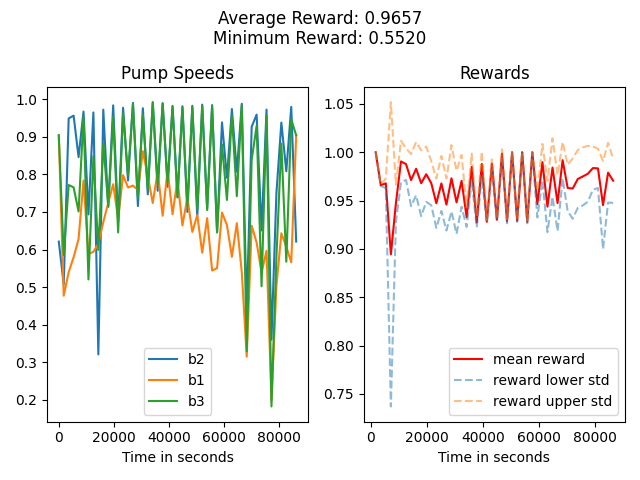 Average Reward: 0.9657
Minimum Reward: 0.5520
Pump Speeds
1.0
0.9
0.8
0.7
0.6
0.5
0.4
0.3
0.2
b2
b1
b3
0 20000 40000 60000 80000
Time in seconds
Rewards
1.05
1.00
0.95
0.90
0.85
0.80
0.75
mean reward
reward lower std
reward upper std
0 20000 40000 60000 80000
Time in seconds